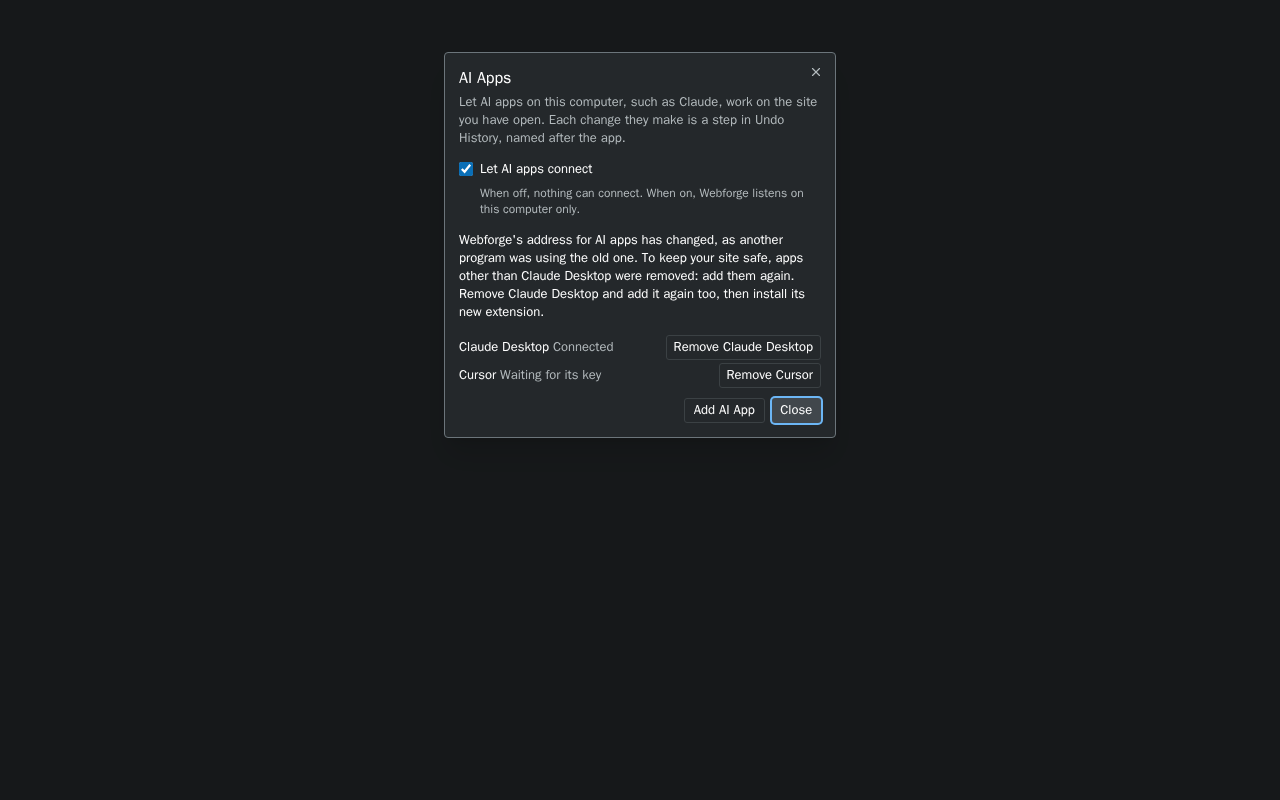 AI Apps
Let AI apps on this computer, such as Claude, work on the site
you have open. Each change they make is a step in Undo
History, named after the app.
Let AI apps connect
When off, nothing can connect. When on, Webforge listens on
this computer only.
Webforge's address for AI apps has changed, as another
program was using the old one. To keep your site safe, apps
other than Claude Desktop were removed: add them again.
Remove Claude Desktop and add it again too, then install its
new extension.
Claude Desktop Connected Remove Claude Desktop
Cursor Waiting for its key Remove Cursor
Add AI App Close